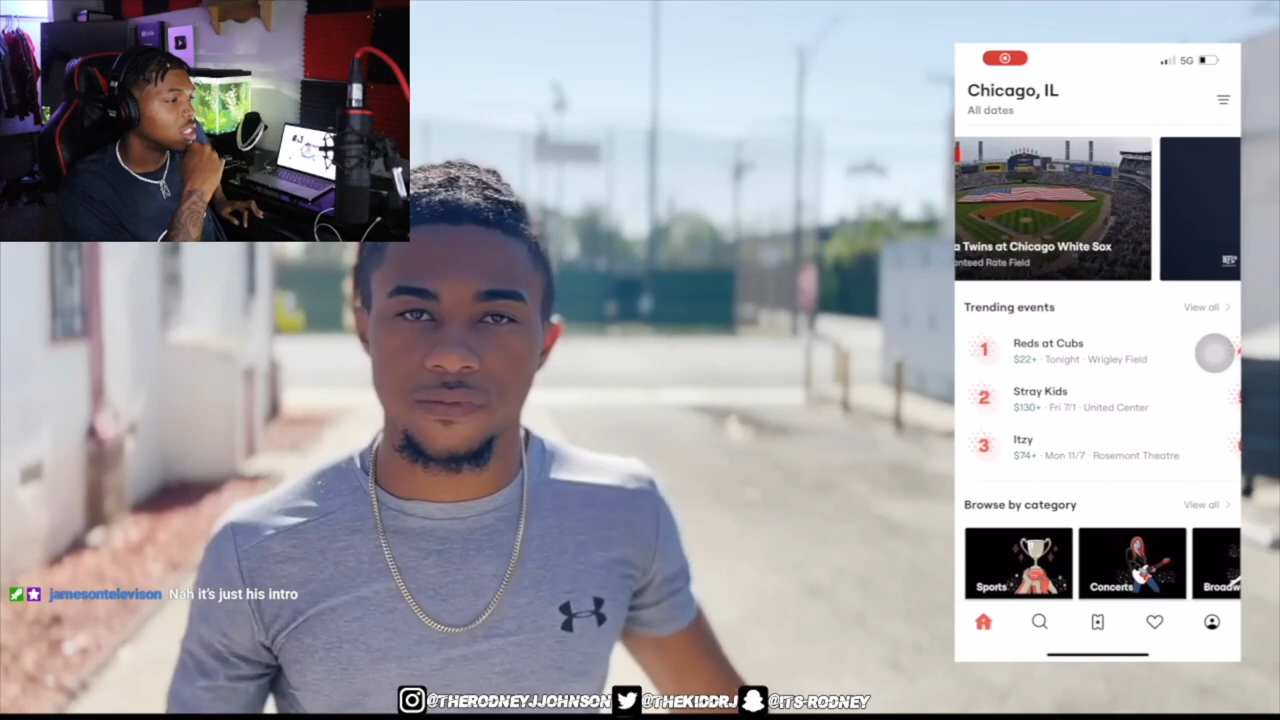 5G
Chicago, IL
All dates
a Twins at Chicago White Sox
anteed Rate Field
NFL
Trending events
View all
1
Reds at Cubs
$22+ · Tonight · Wrigley Field
2
Stray Kids
$130+ · Fri 7/1 · United Center
3
Itzy
$74+ · Mon 11/7 · Rosemont Theatre
Browse by category
View all
Sports
Concerts
Broadw
jamesontelevison Nah it's just his intro
@THERODNEYJJOHNSON @THEKIDDRJ @ITS-RODNEY